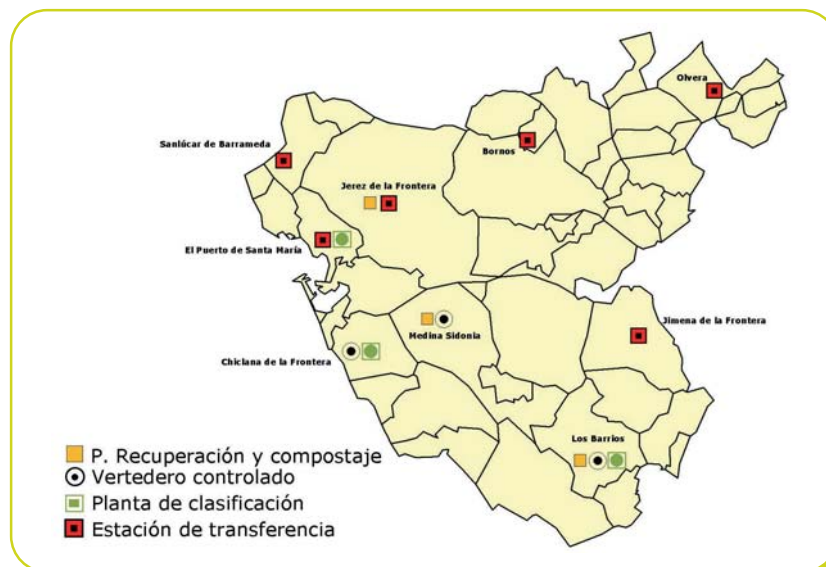 Olvera
Sanlúcar de Barrameda
Bornos
Jerez de la Frontera
El Puerto de Santa María
Jimena de la Frontera
Medina Sidonia
Chiclana de la Frontera
Los Barrios
P. Recuperación y compostaje
Vertedero controlado
Planta de clasificación
Estación de transferencia